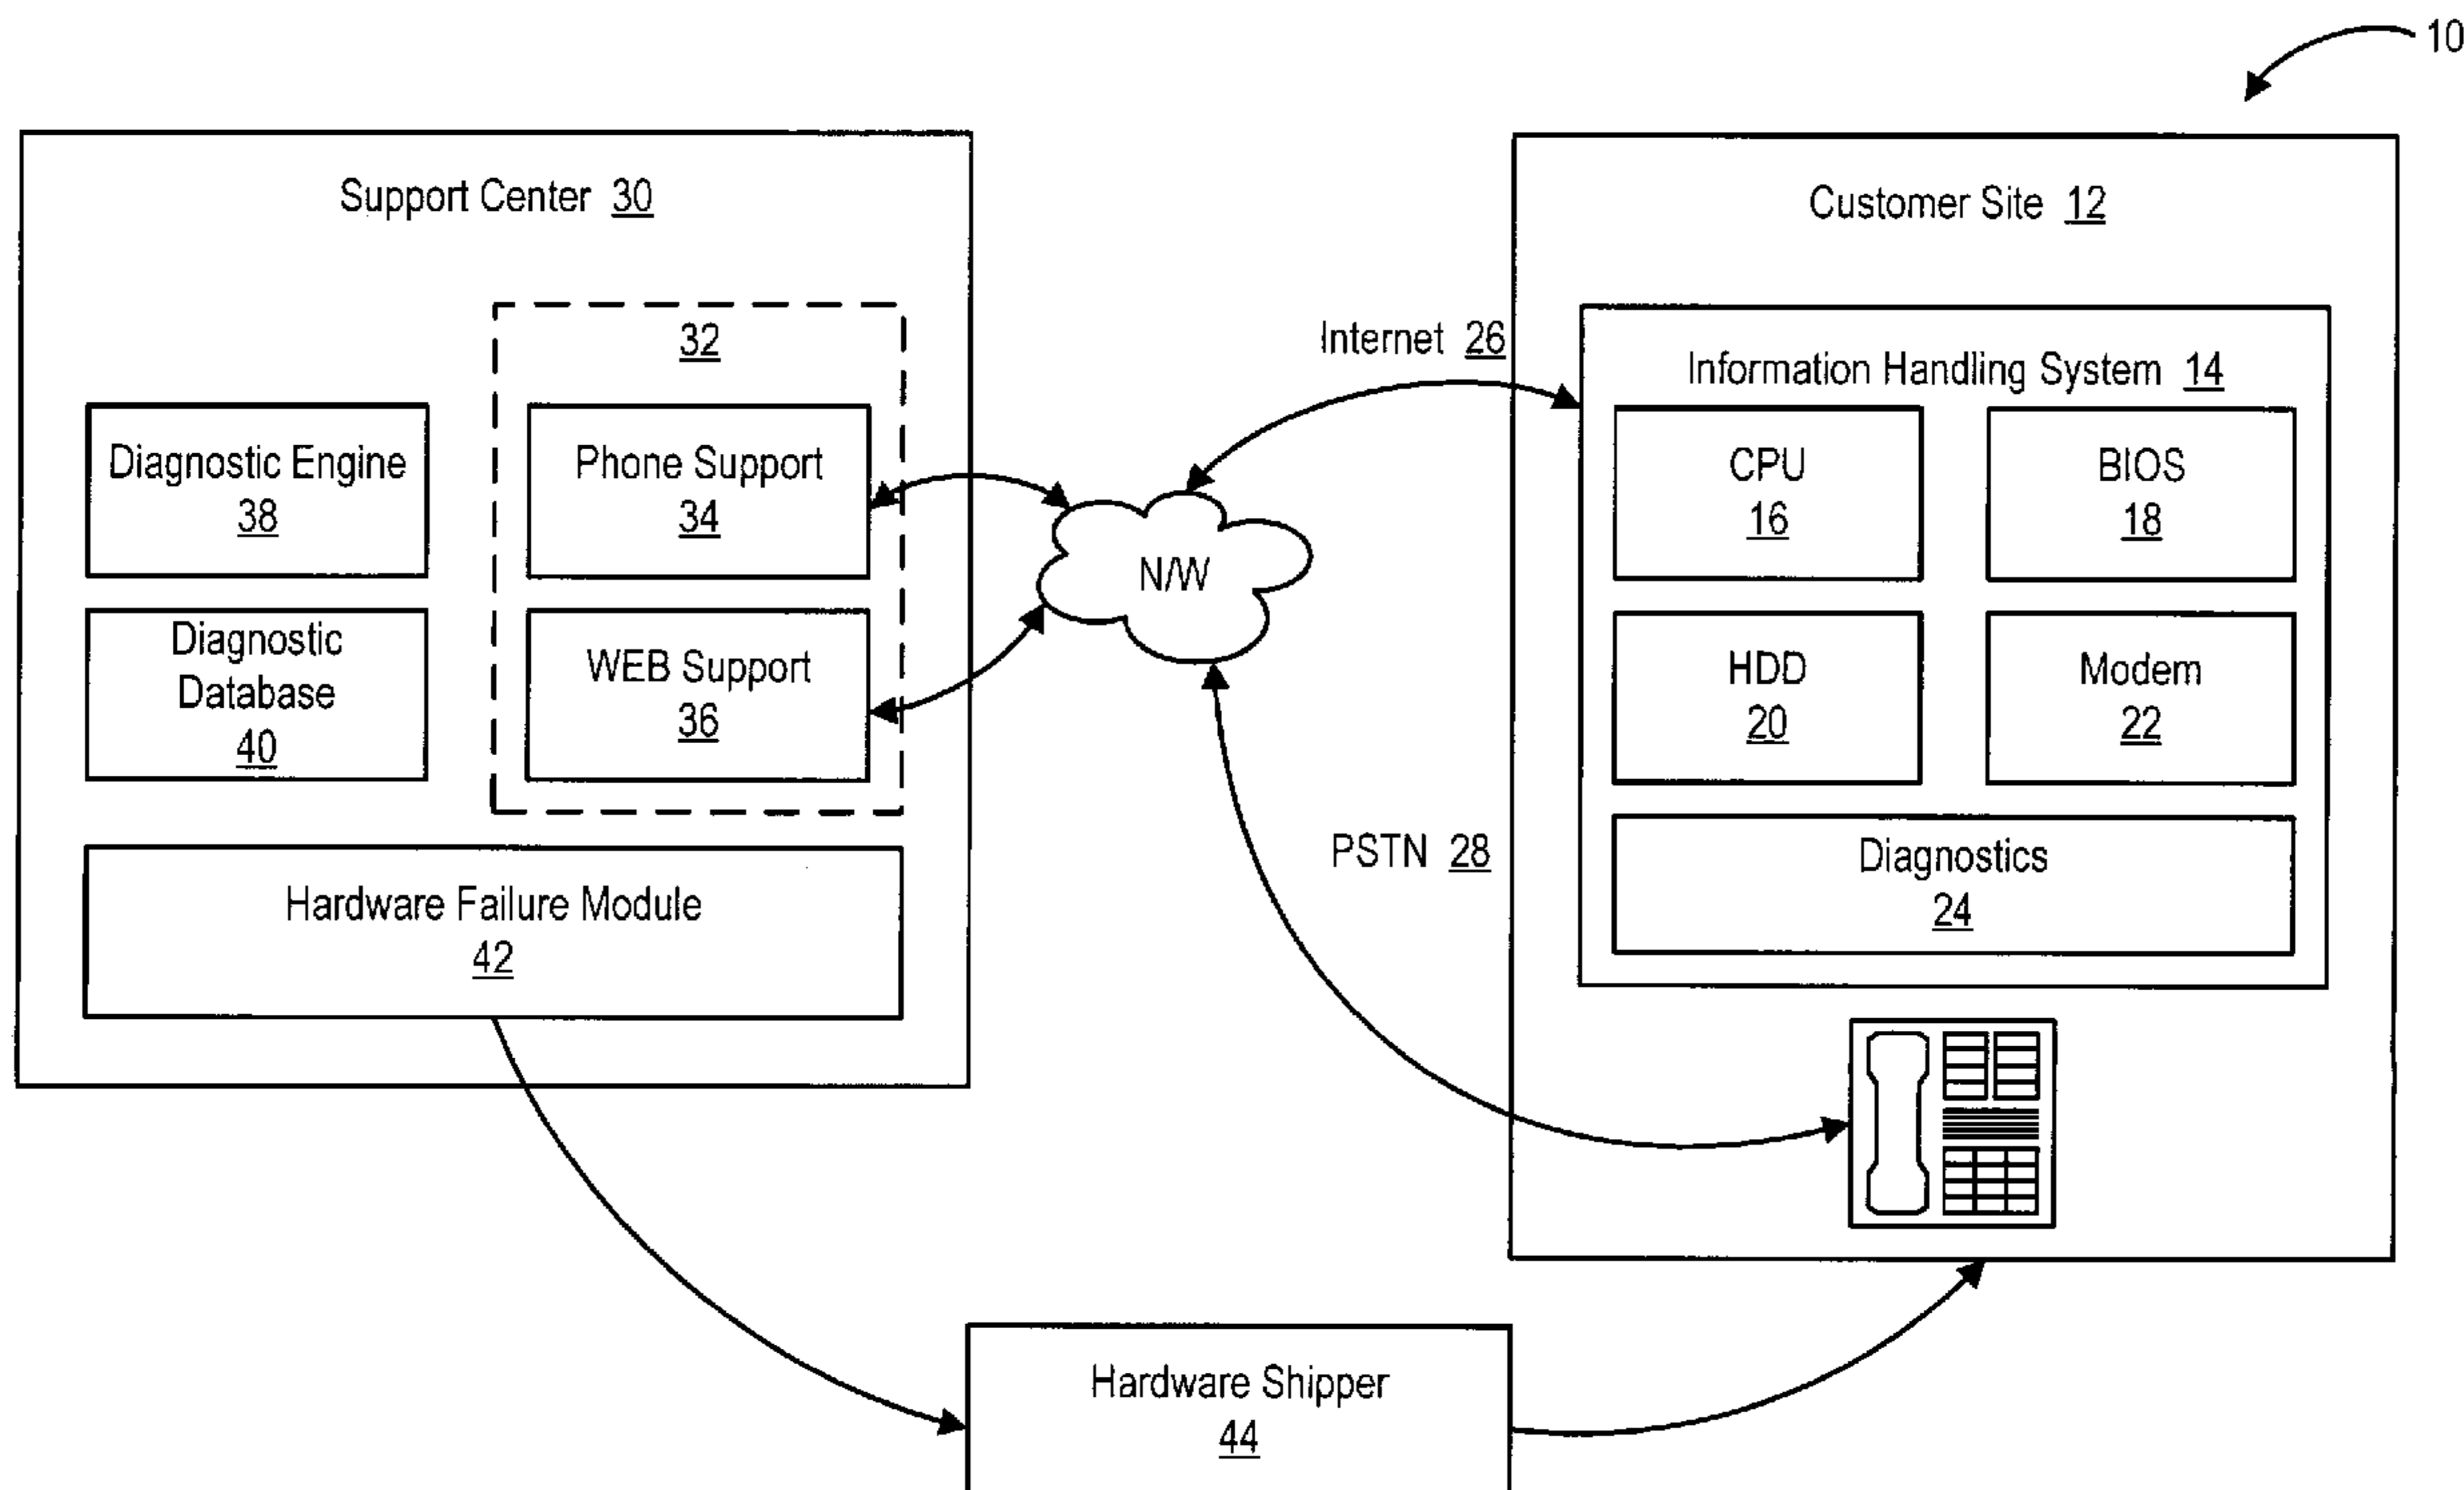 10
Support Center 30
32
Diagnostic Engine
38
Phone Support
34
Diagnostic
Database
40
WEB Support
36
Hardware Failure Module
42
N/W
Internet 26
PSTN 28
Customer Site 12
Information Handling System 14
CPU
16
BIOS
18
HDD
20
Modem
22
Diagnostics
24
Hardware Shipper
44